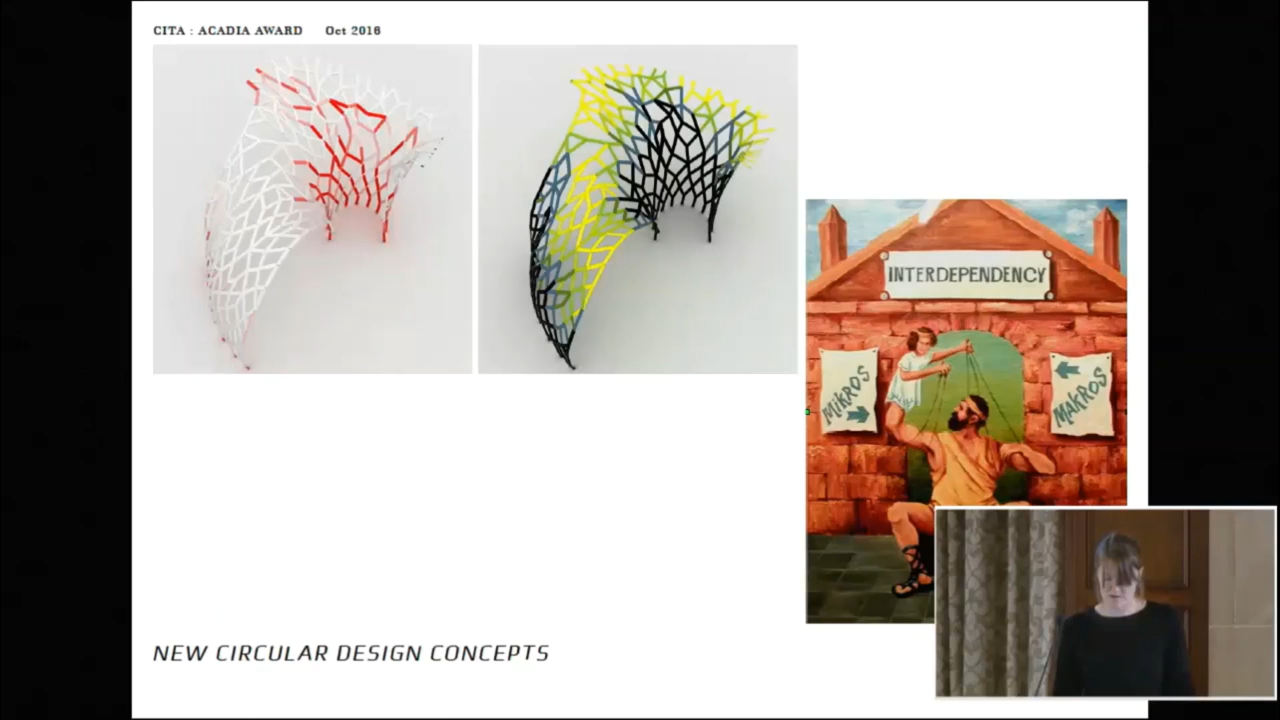 CITA : ACADIA AWARD Oct 2016
INTERDEPENDENCY
MIKROS
MAKROS
NEW CIRCULAR DESIGN CONCEPTS